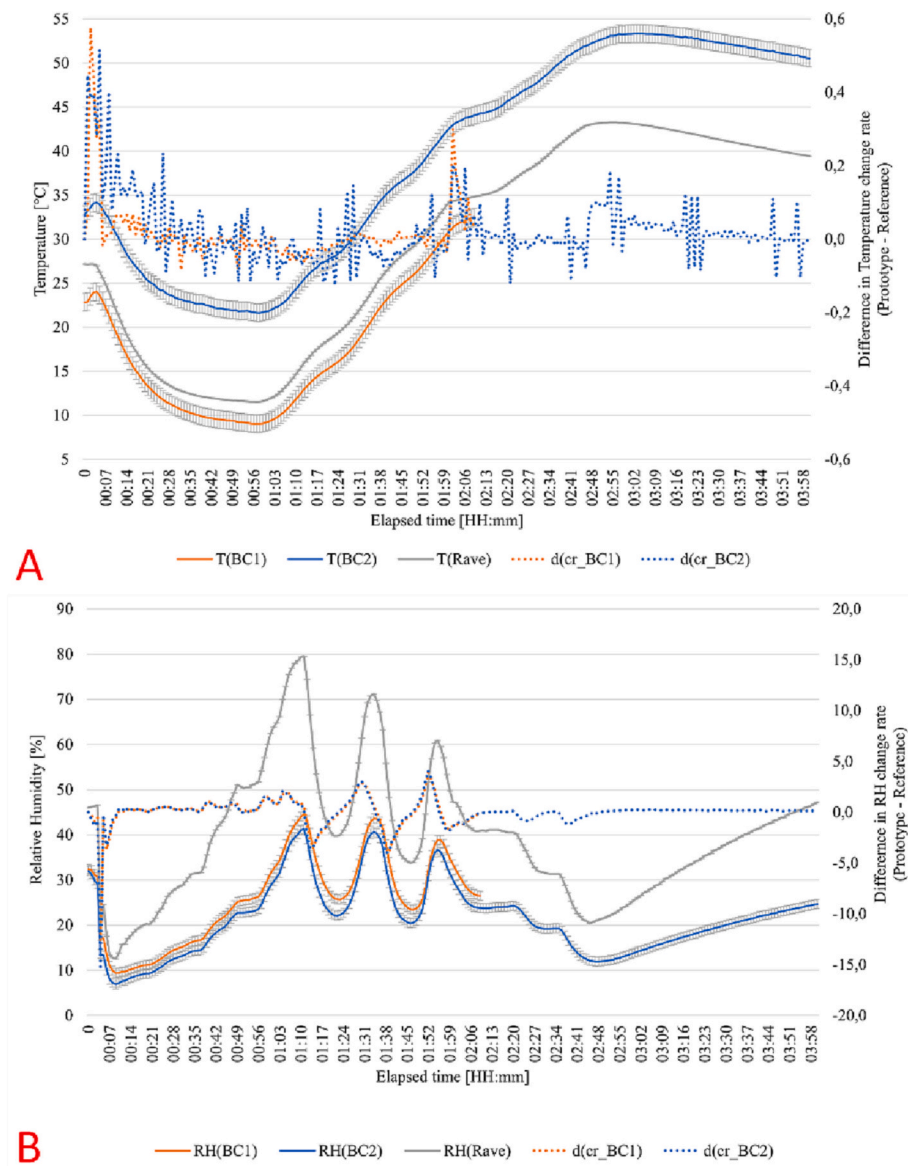 55 50 45 40 35 30 25 20 15 10 5
Temperature [°C]
0,6 0,4 0,2 0,0 -0,2 -0,4 -0,6
Differemce in Temperature change rate
(Prototype - Reference)
0 00:07 00:14 00:21 00:28 00:35 00:42 00:49 00:56 01:03 01:10 01:17 01:24 01:31 01:38 01:45 01:52 01:59 02:06 02:13 02:20 02:27 02:34 02:41 02:48 02:55 03:02 03:09 03:16 03:23 03:30 03:37 03:44 03:51 03:58
Elapsed time [HH:mm]
A
T(BC1) T(BC2) T(Rave) d(cr_BC1) d(cr_BC2)
90 80 70 60 50 40 30 20 10 0
Relative Humidity [%]
20,0 15,0 10,0 5,0 0,0 -5,0 -10,0 -15,0 -20,0
Difference in RH change rate
(Prototype - Reference)
0 00:07 00:14 00:21 00:28 00:35 00:42 00:49 00:56 01:03 01:10 01:17 01:24 01:31 01:38 01:45 01:52 01:59 02:06 02:13 02:20 02:27 02:34 02:41 02:48 02:55 03:02 03:09 03:16 03:23 03:30 03:37 03:44 03:51 03:58
Elapsed time [HH:mm]
B
RH(BC1) RH(BC2) RH(Rave) d(cr_BC1) d(cr_BC2)